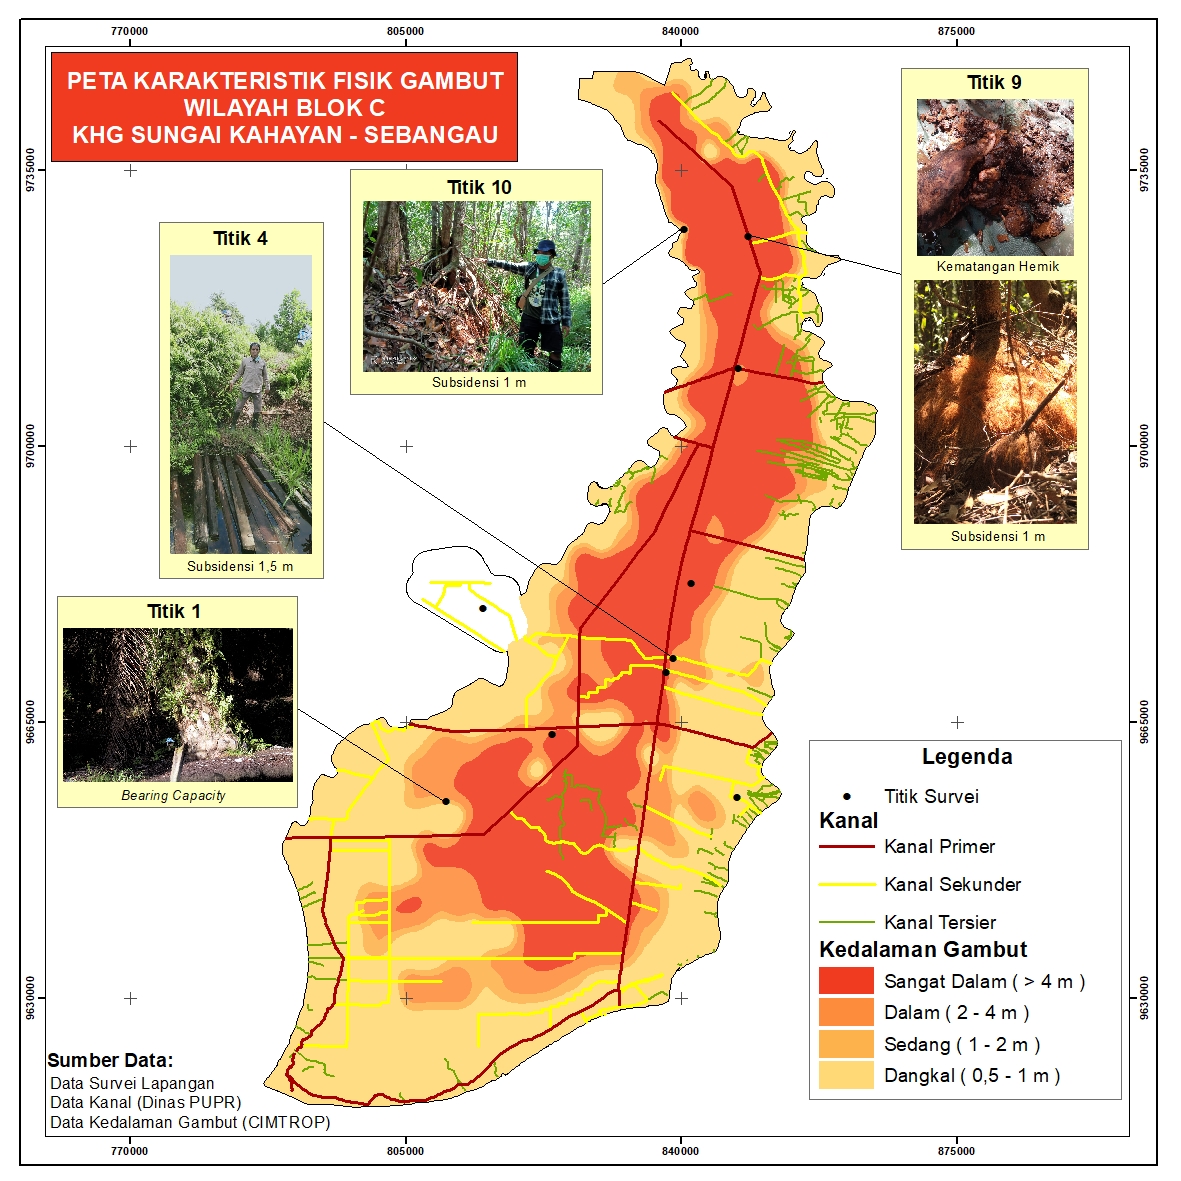 770000
805000
840000
875000
PETA KARAKTERISTIK FISIK GAMBUT
WILAYAH BLOK C
KHG SUNGAI KAHAYAN - SEBANGAU
Titik 9
Kematangan Hemik
Subsidensi 1 m
Titik 10
Subsidensi 1 m
Titik 4
Subsidensi 1,5 m
Titik 1
Bearing Capacity
9735000
9700000
9665000
9630000
9735000
9700000
9665000
9630000
Legenda
Titik Survei
Kanal
Kanal Primer
Kanal Sekunder
Kanal Tersier
Kedalaman Gambut
Sangat Dalam ( > 4 m )
Dalam ( 2 - 4 m )
Sedang ( 1 - 2 m )
Dangkal ( 0,5 - 1 m )
Sumber Data:
Data Survei Lapangan
Data Kanal (Dinas PUPR)
Data Kedalaman Gambut (CIMTROP)
770000
805000
840000
875000